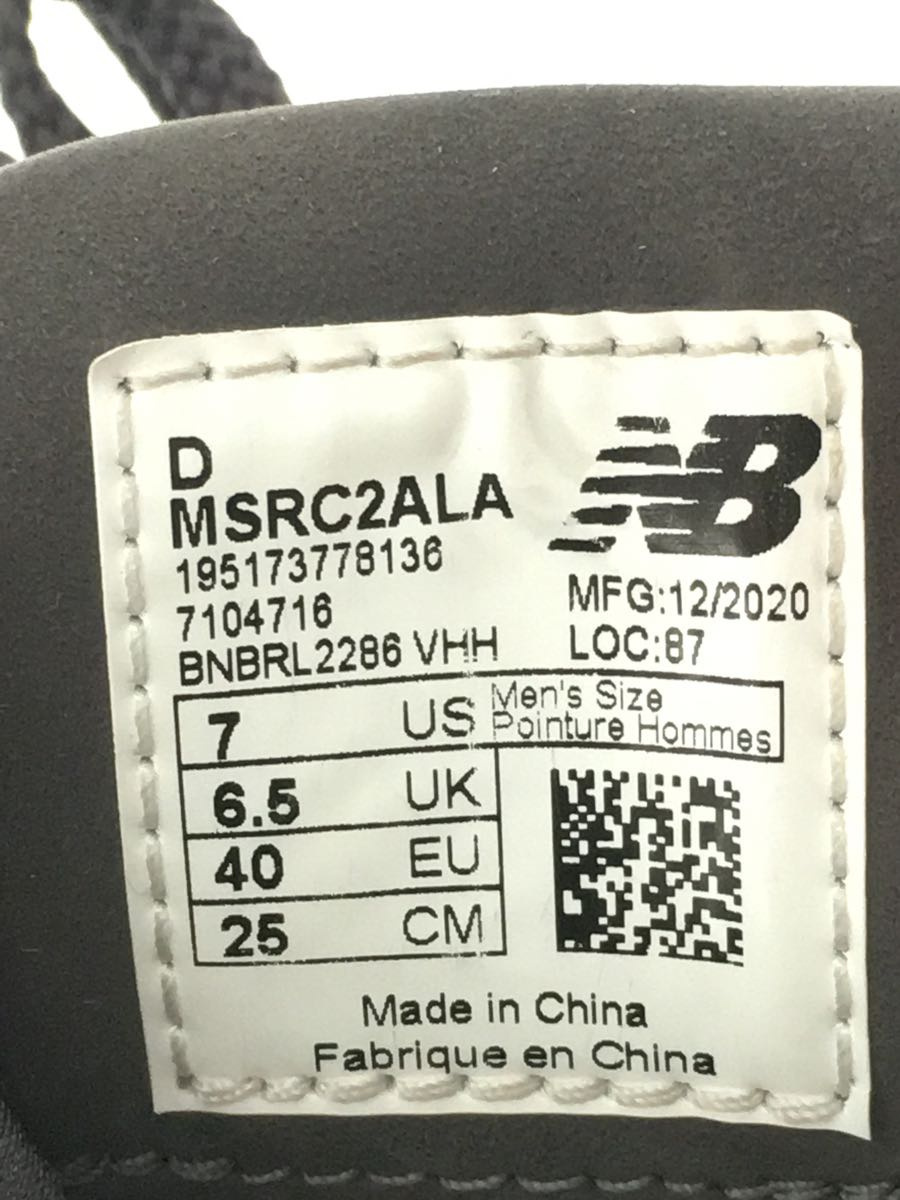 D
MSRC2ALA
NB
195173778136
7104716
MFG:12/2020
BNBRL2286 VHH
LOC:87
7 US Men's Size
Pointure Hommes
6.5 UK
40 EU
25 CM
Made in China
Fabrique en China